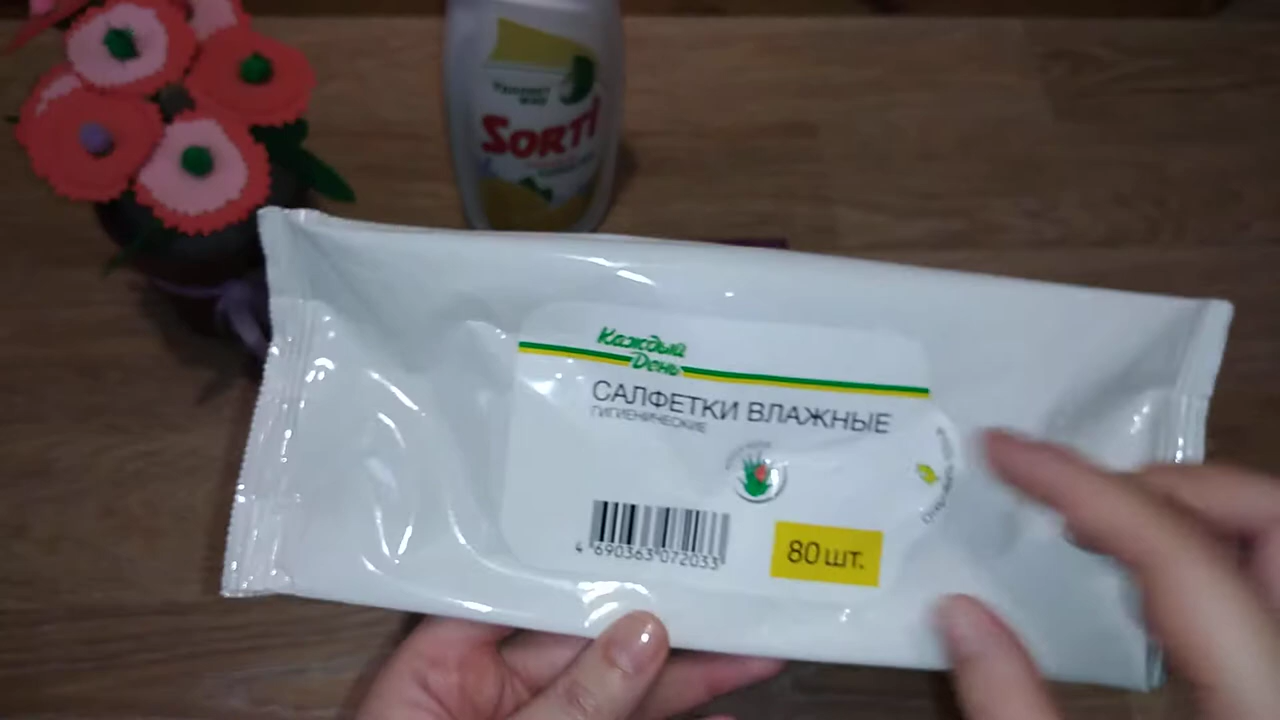 SORTI
Каждый
День
САЛФЕТКИ ВЛАЖНЫЕ
ГИГИЕНИЧЕСКИЕ
4 690363 072033
80 шт.